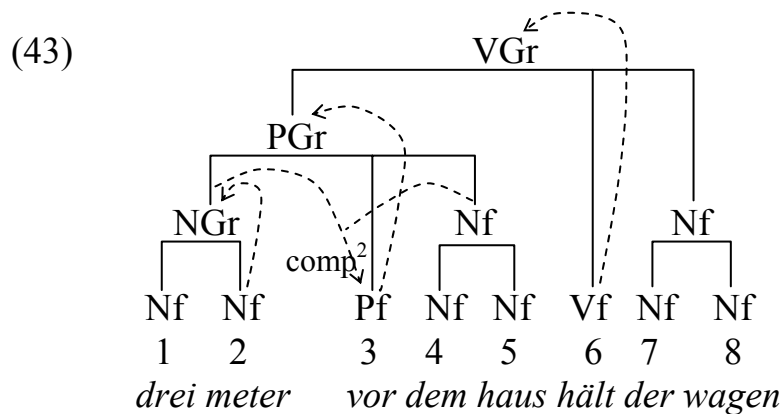 (43)
VGr
PGr
NGr Nf Nf
comp²
Nf Nf Pf Nf Nf Vf Nf Nf
1 2 3 4 5 6 7 8
drei meter vor dem haus hält der wagen